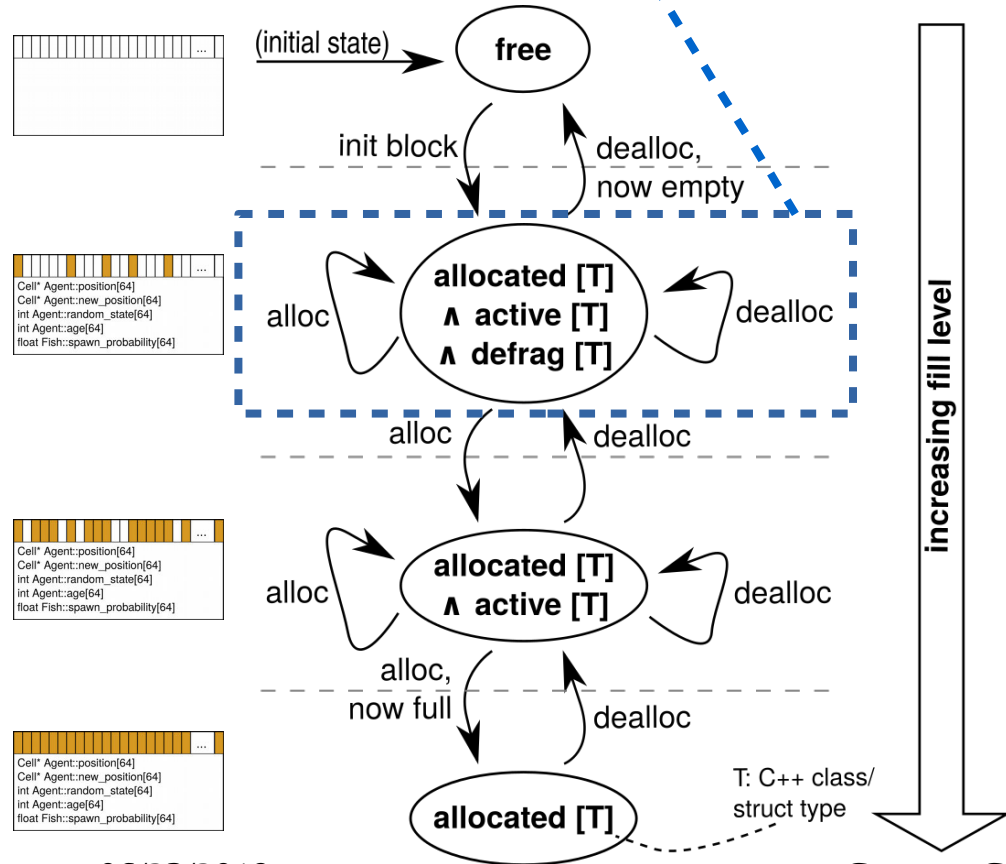 (initial state)
free
...
init block
dealloc,
now empty
...
Cell* Agent::position[64]
Cell* Agent::new_position[64]
int Agent::random_state[64]
int Agent::age[64]
float Fish::spawn_probability[64]
alloc
allocated [T]
∧ active [T]
∧ defrag [T]
dealloc
increasing fill level
alloc
dealloc
...
Cell* Agent::position[64]
Cell* Agent::new_position[64]
int Agent::random_state[64]
int Agent::age[64]
float Fish::spawn_probability[64]
alloc
allocated [T]
∧ active [T]
dealloc
alloc,
now full
dealloc
...
Cell* Agent::position[64]
Cell* Agent::new_position[64]
int Agent::random_state[64]
int Agent::age[64]
float Fish::spawn_probability[64]
allocated [T]
T: C++ class/
struct type